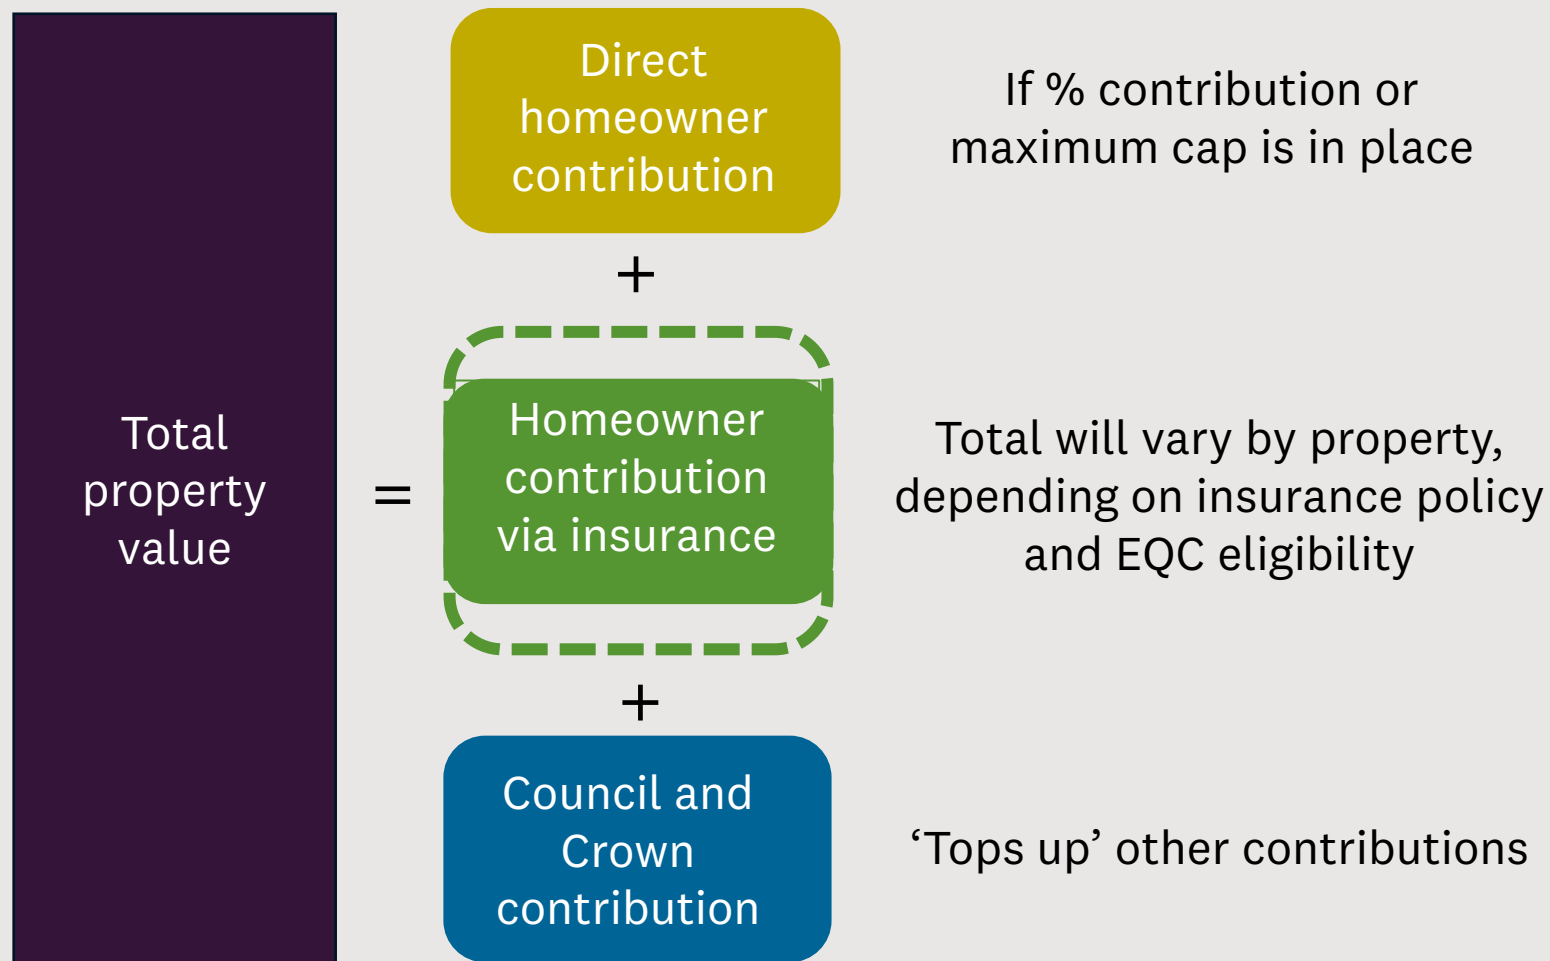 Direct
homeowner
contribution
If % contribution or
maximum cap is in place
+
Total
property
value
=
Homeowner
contribution
via insurance
Total will vary by property,
depending on insurance policy
and EQC eligibility
+
Council and
Crown
contribution
‘Tops up’ other contributions